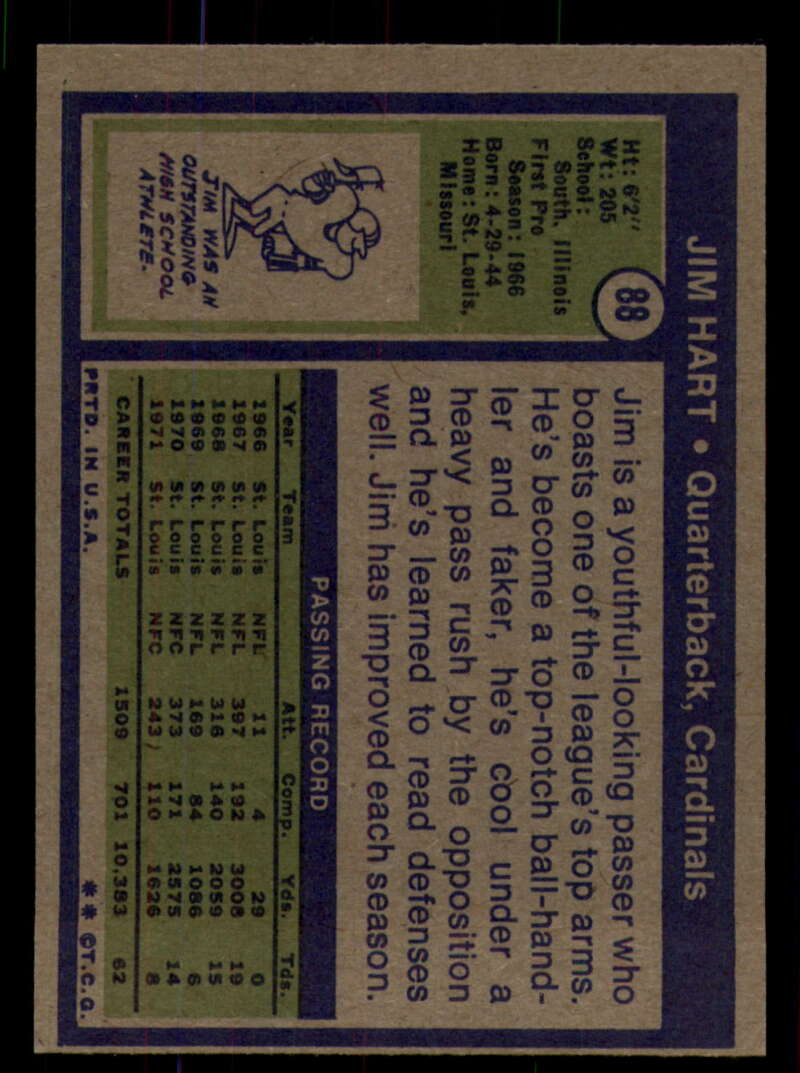 JIM HART • Quarterback, Cardinals
88
Ht: 6'2"
Wt: 205
School:
South. Illinois
First Pro
Season: 1966
Born: 4-29-44
Home: St. Louis,
Missouri
JIM WAS AN
OUTSTANDING
HIGH SCHOOL
ATHLETE.
Jim is a youthful-looking passer who
boasts one of the league's top arms.
He's become a top-notch ball-hand-
ler and faker, he's cool under a
heavy pass rush by the opposition
and he's learned to read defenses
well. Jim has improved each season.
PASSING RECORD
Year Team Att. Comp. Yds. Tds.
1966 St. Louis NFL 11 4 29 0
1967 St. Louis NFL 397 192 3008 19
1968 St. Louis NFL 316 140 2059 15
1969 St. Louis NFL 169 84 1086 6
1970 St. Louis NFC 373 171 2575 14
1971 St. Louis NFC 243 110 1626 8
CAREER TOTALS 1509 701 10,383 62
PRTD. IN U.S.A. ** ©T.C.G.